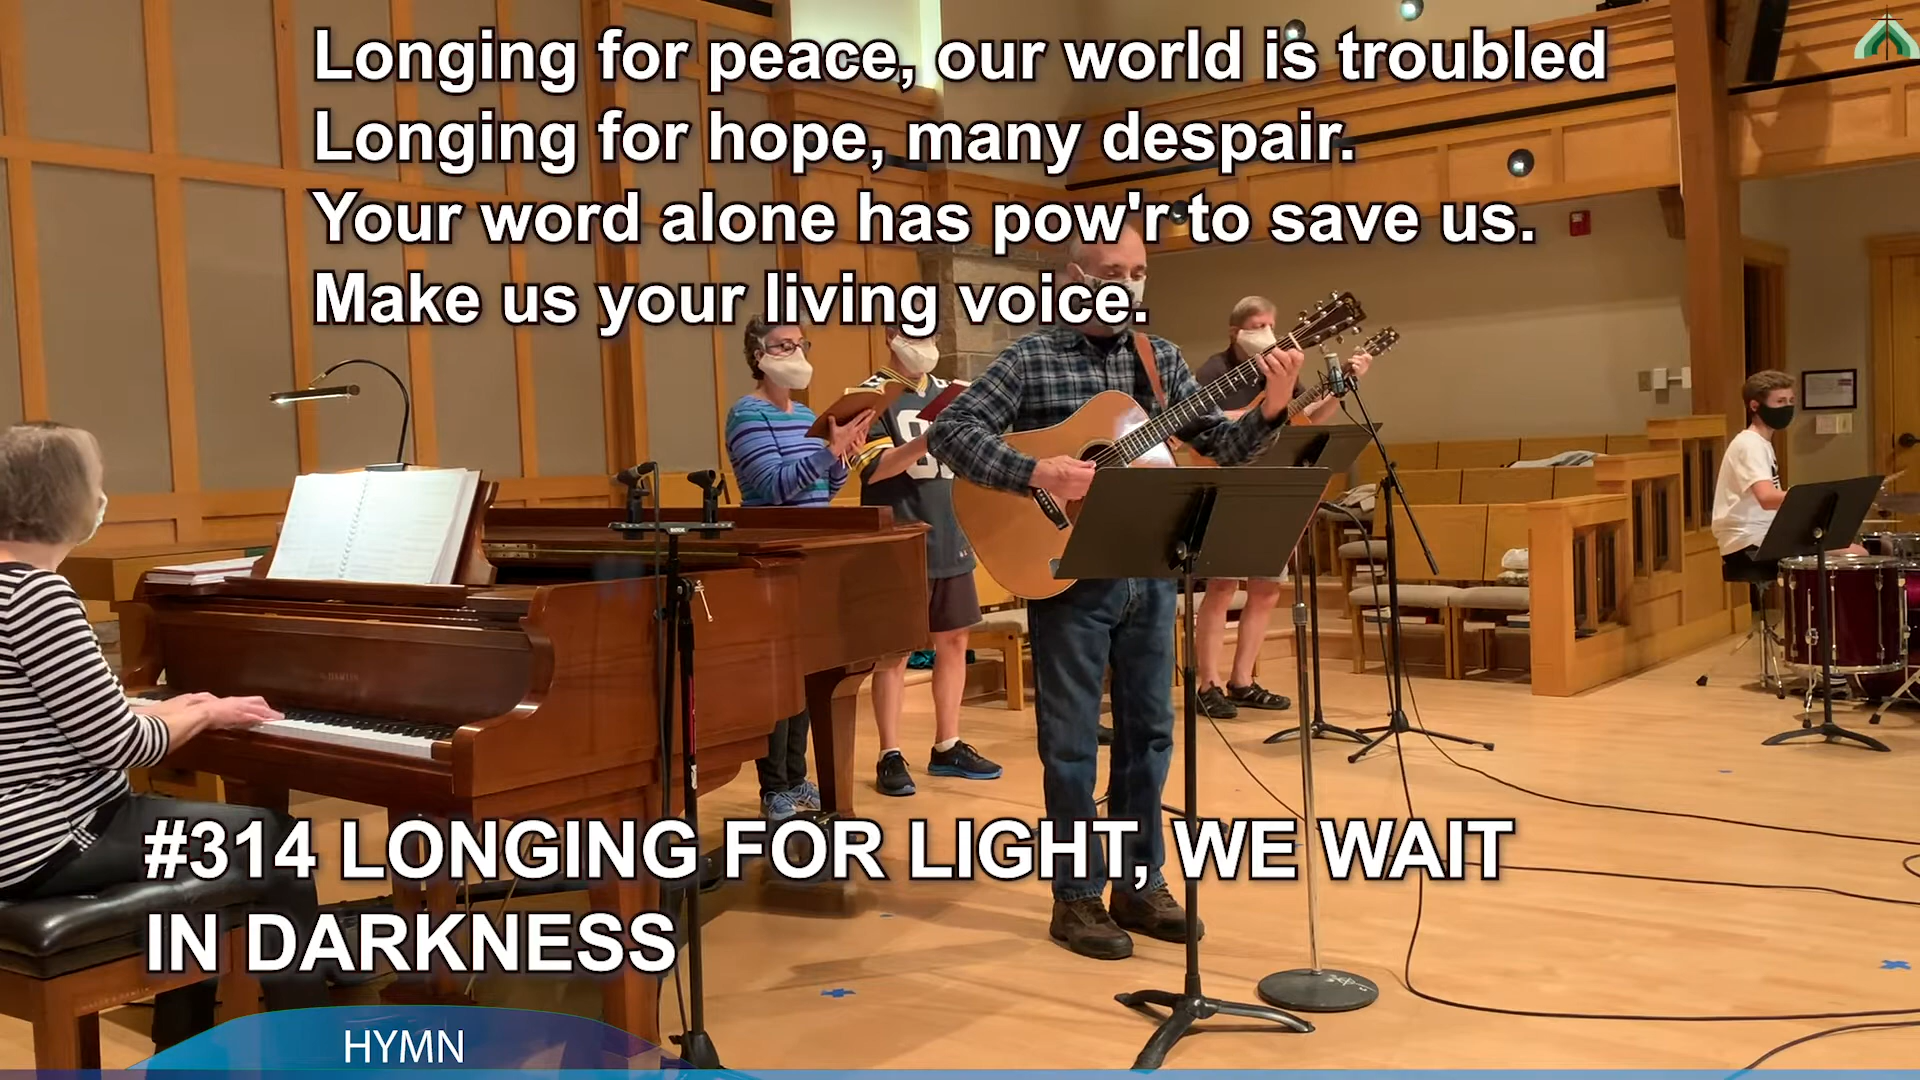 Longing for peace, our world is troubled
Longing for hope, many despair.
Your word alone has pow'r to save us.
Make us your living voice.
#314 LONGING FOR LIGHT, WE WAIT
IN DARKNESS
HYMN